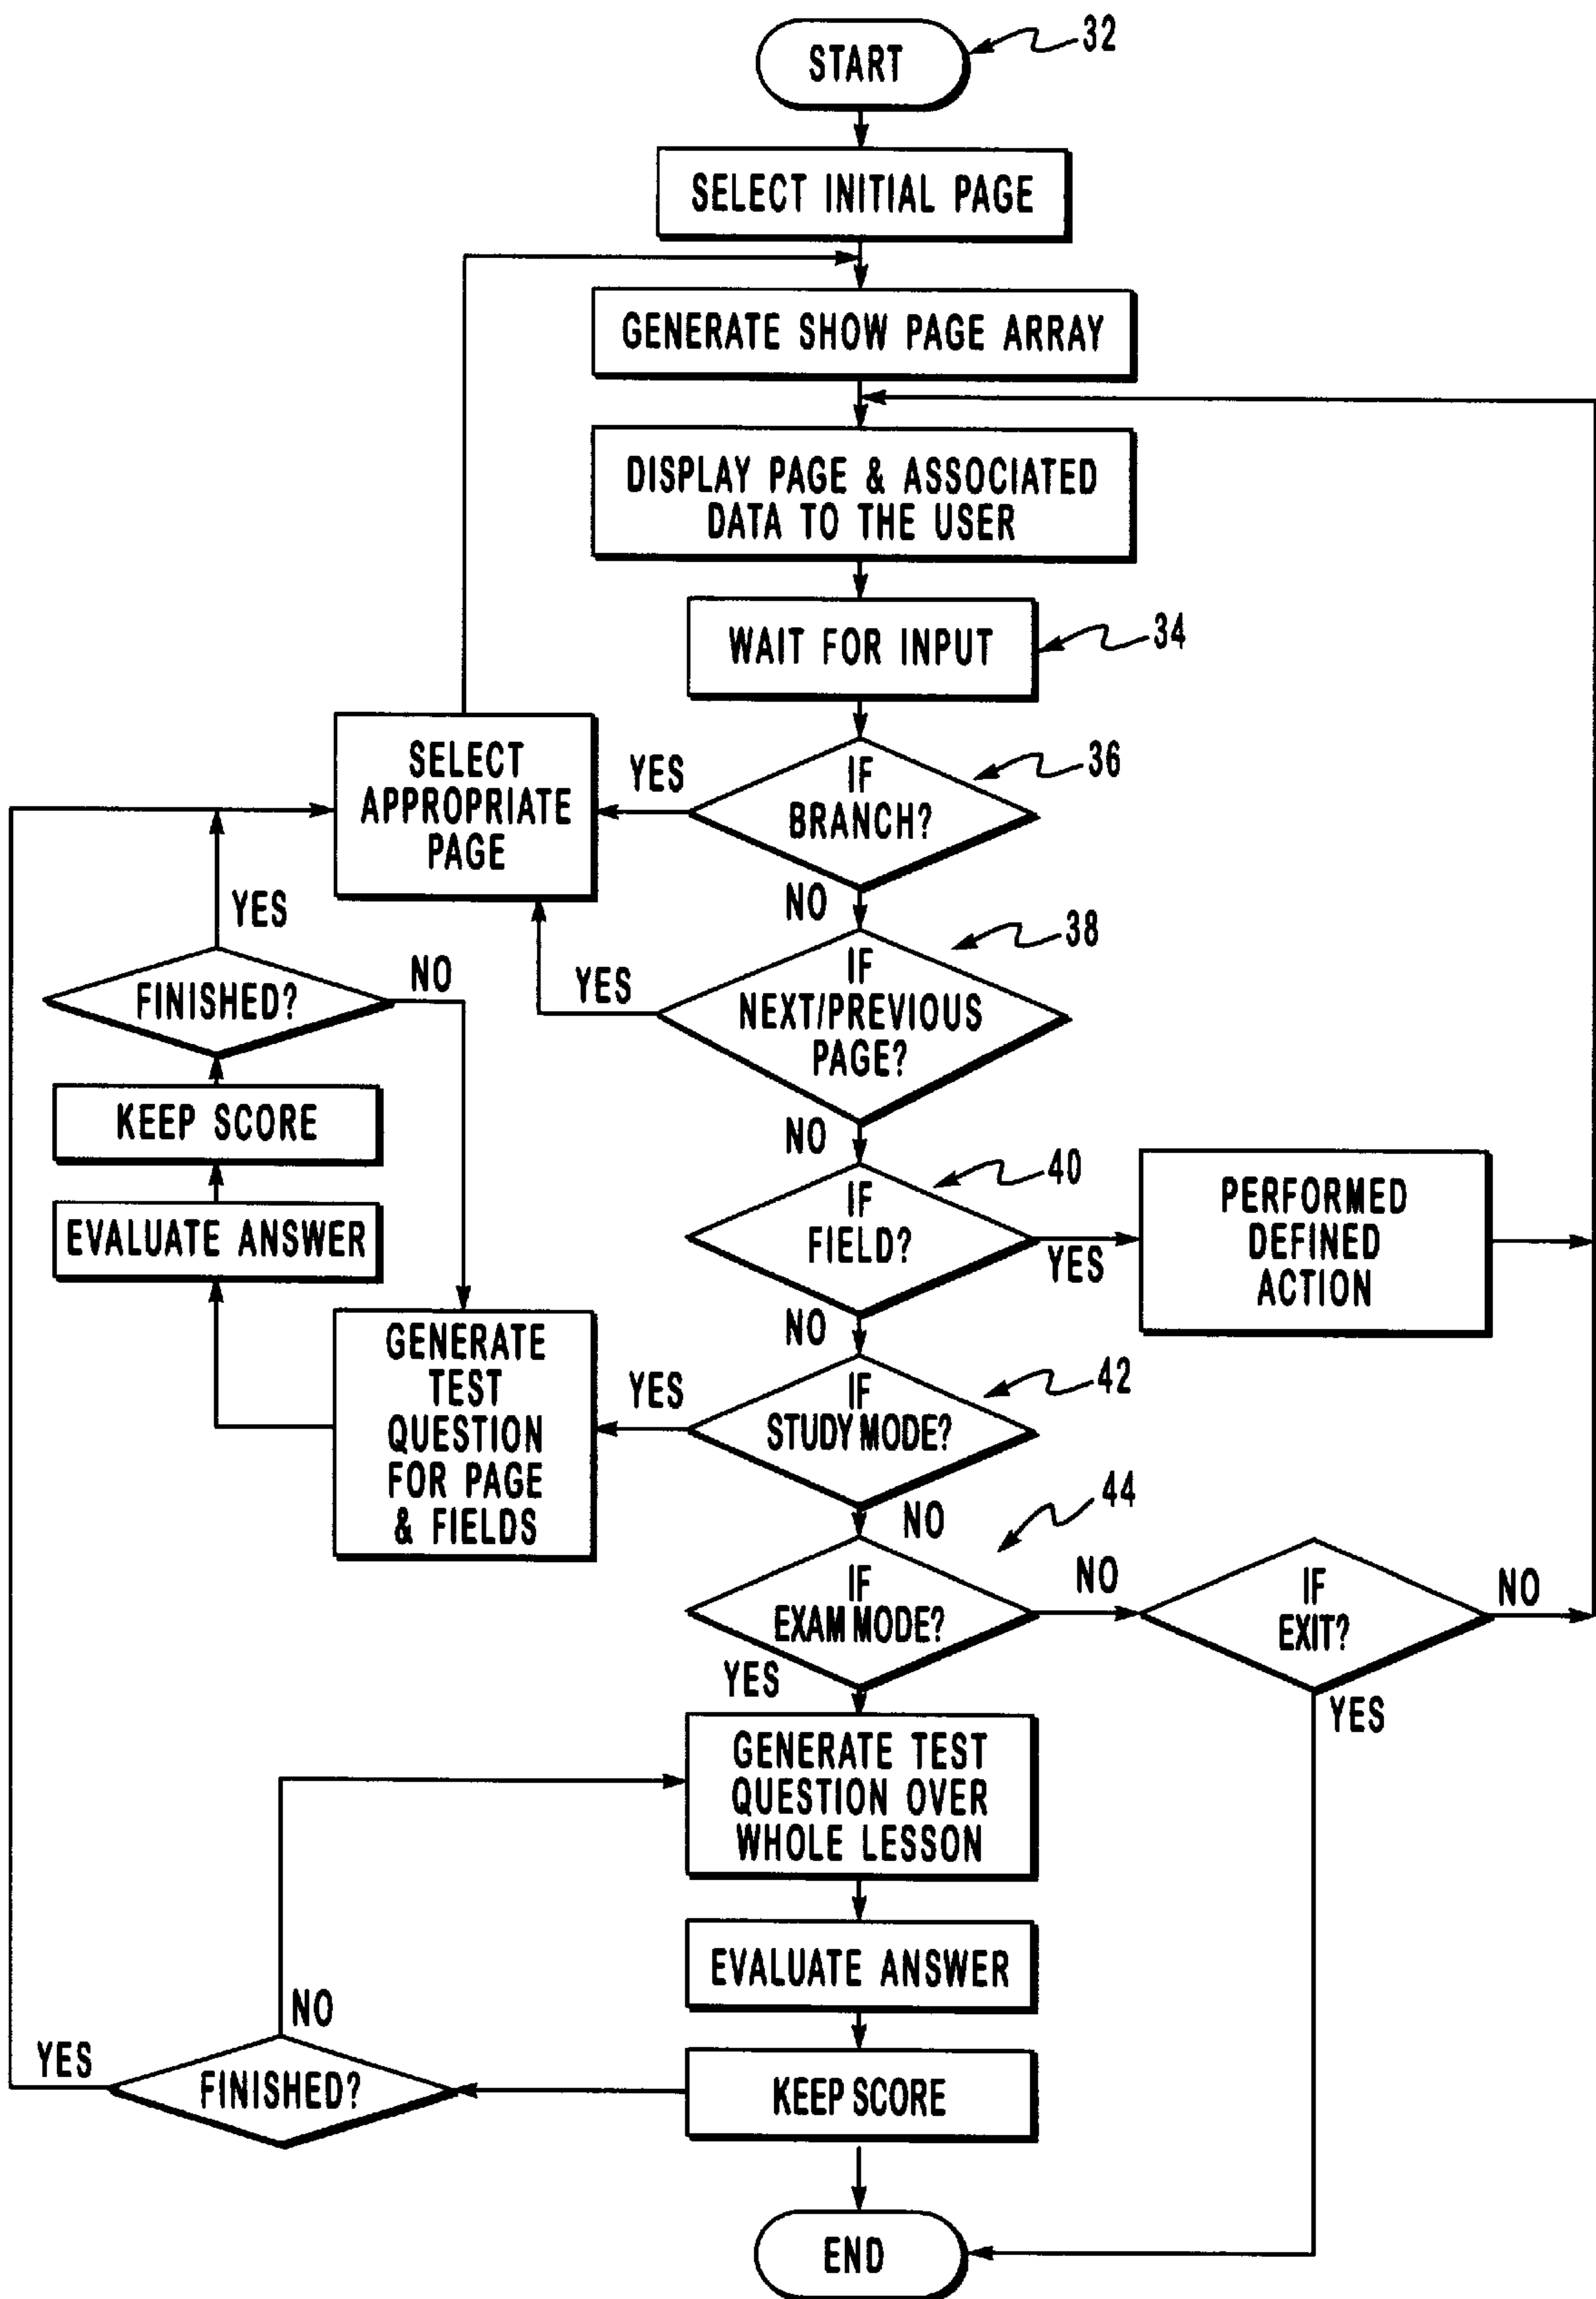 START
32
SELECT INITIAL PAGE
GENERATE SHOW PAGE ARRAY
DISPLAY PAGE & ASSOCIATED
DATA TO THE USER
WAIT FOR INPUT
34
SELECT
APPROPRIATE
PAGE
YES
IF
BRANCH?
36
NO
YES
FINISHED?
NO
YES
IF
NEXT/PREVIOUS
PAGE?
38
NO
KEEP SCORE
EVALUATE ANSWER
IF
FIELD?
40
YES
PERFORMED
DEFINED
ACTION
NO
GENERATE
TEST
QUESTION
FOR PAGE
& FIELDS
YES
IF
STUDY MODE?
42
NO
44
IF
EXAM MODE?
NO
IF
EXIT?
NO
YES
YES
GENERATE TEST
QUESTION OVER
WHOLE LESSON
EVALUATE ANSWER
NO
YES
FINISHED?
KEEP SCORE
END